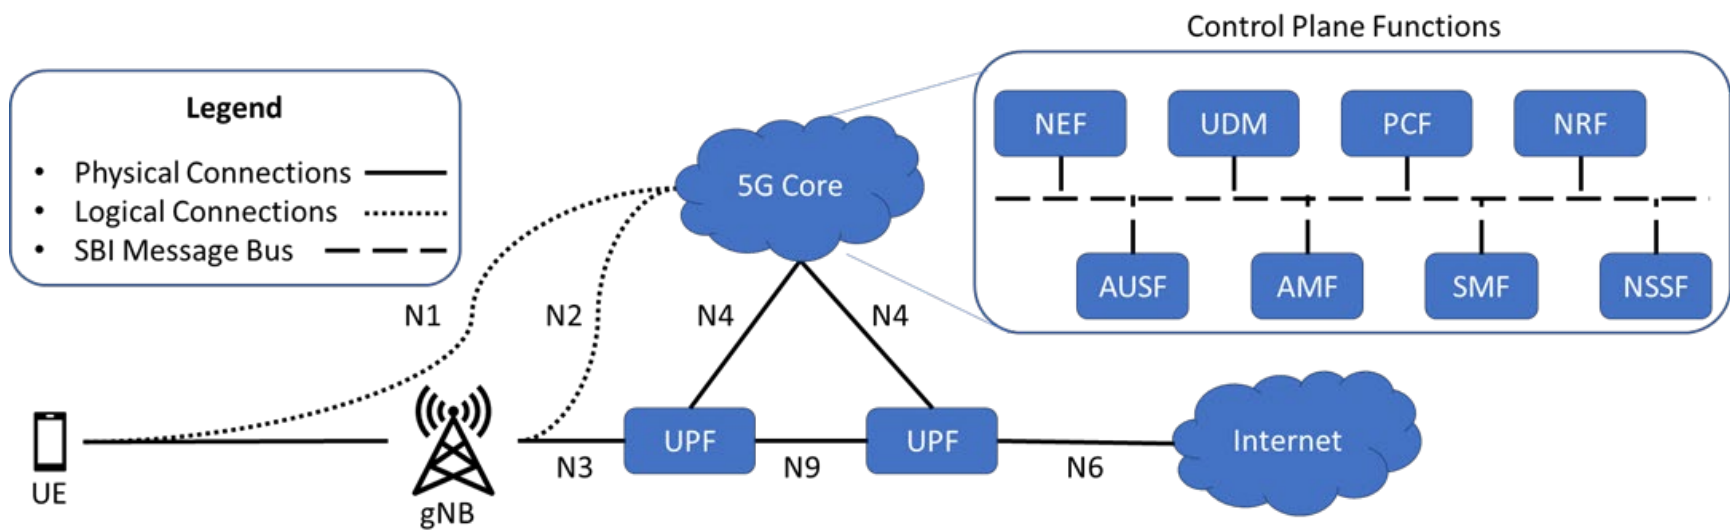 Control Plane Functions
Legend
• Physical Connections
• Logical Connections
• SBI Message Bus
5G Core
NEF
UDM
PCF
NRF
AUSF
AMF
SMF
NSSF
N1
N2
N4
N4
UE
gNB
N3
UPF
N9
UPF
N6
Internet